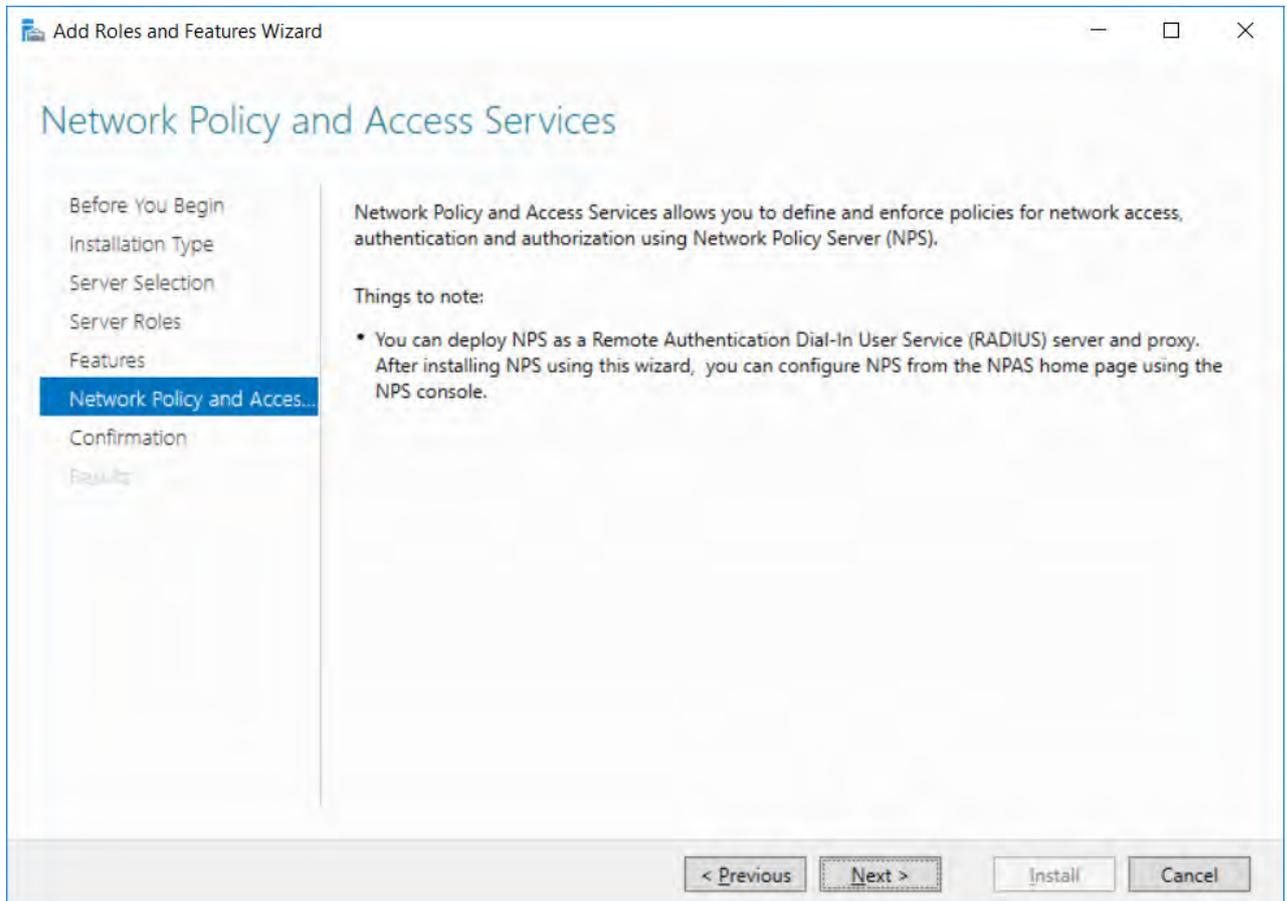 Add Roles and Features Wizard
Network Policy and Access Services
Before You Begin
Installation Type
Server Selection
Server Roles
Features
Network Policy and Acces...
Confirmation
Results
Network Policy and Access Services allows you to define and enforce policies for network access,
authentication and authorization using Network Policy Server (NPS).
Things to note:
• You can deploy NPS as a Remote Authentication Dial-In User Service (RADIUS) server and proxy.
After installing NPS using this wizard,  you can configure NPS from the NPAS home page using the
NPS console.
< Previous Next > Install Cancel